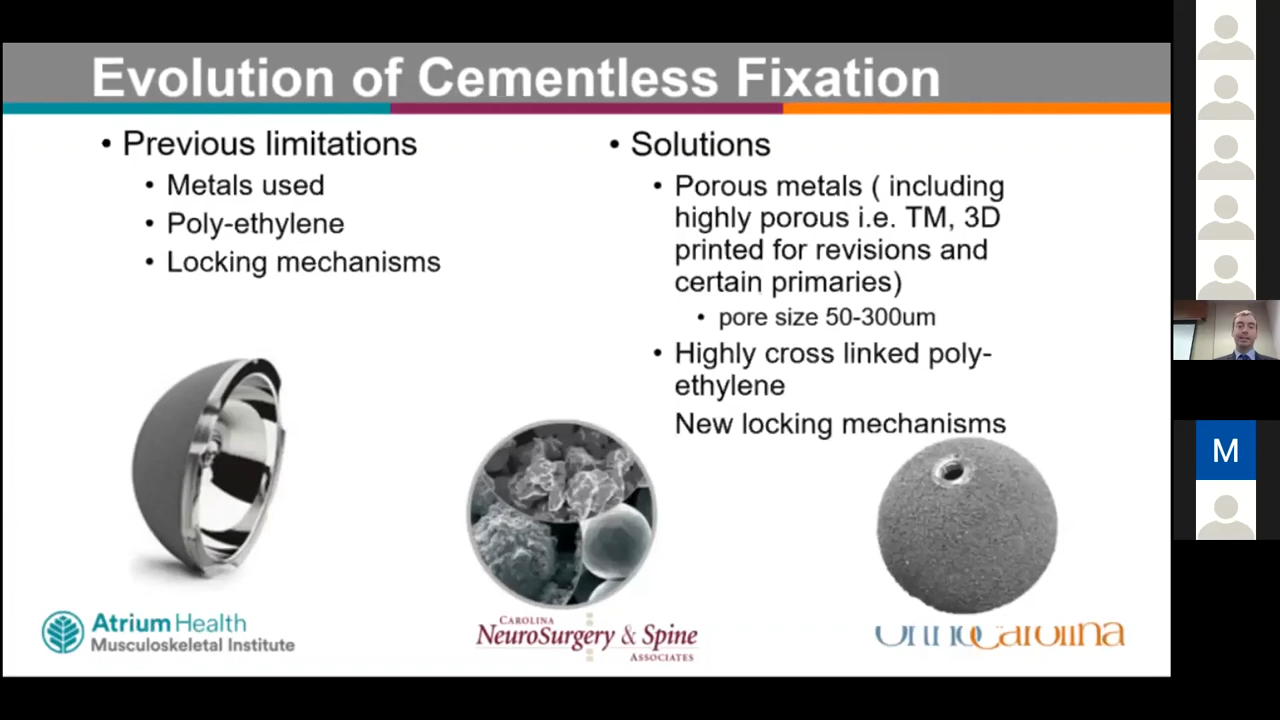 Evolution of Cementless Fixation
• Previous limitations
• Metals used
• Poly-ethylene
• Locking mechanisms
• Solutions
• Porous metals ( including
highly porous i.e. TM, 3D
printed for revisions and
certain primaries)
• pore size 50-300um
• Highly cross linked poly-
ethylene
New locking mechanisms
Atrium Health
Musculoskeletal Institute
CAROLINA
NEUROSURGERY & SPINE
ASSOCIATES
OrthoCarolina
M